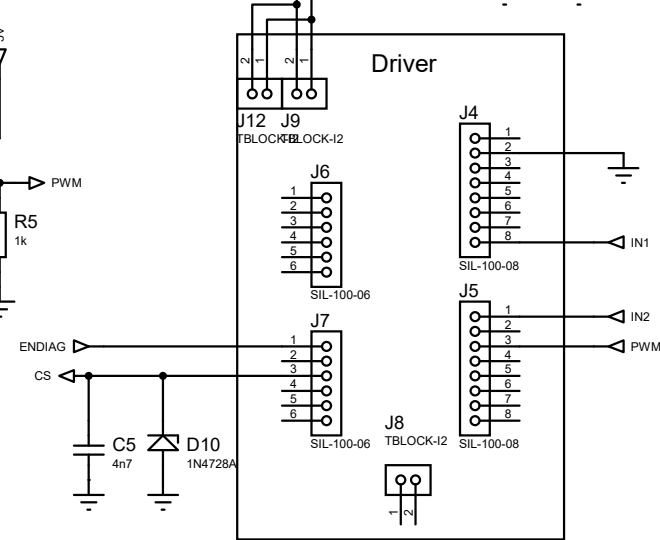 5V
Driver
2
1
2
1
J12
J9
TBLOCK-I2
TBLOCK-I2
J4
1
2
3
4
5
6
7
8
SIL-100-08
IN1
PWM
R5
1k
J6
1
2
3
4
5
6
SIL-100-06
J5
1
2
3
4
5
6
7
8
SIL-100-08
IN2
PWM
J7
1
2
3
4
5
6
SIL-100-06
ENDIAG
CS
C5
4n7
D10
1N4728A
J8
TBLOCK-I2
1
2